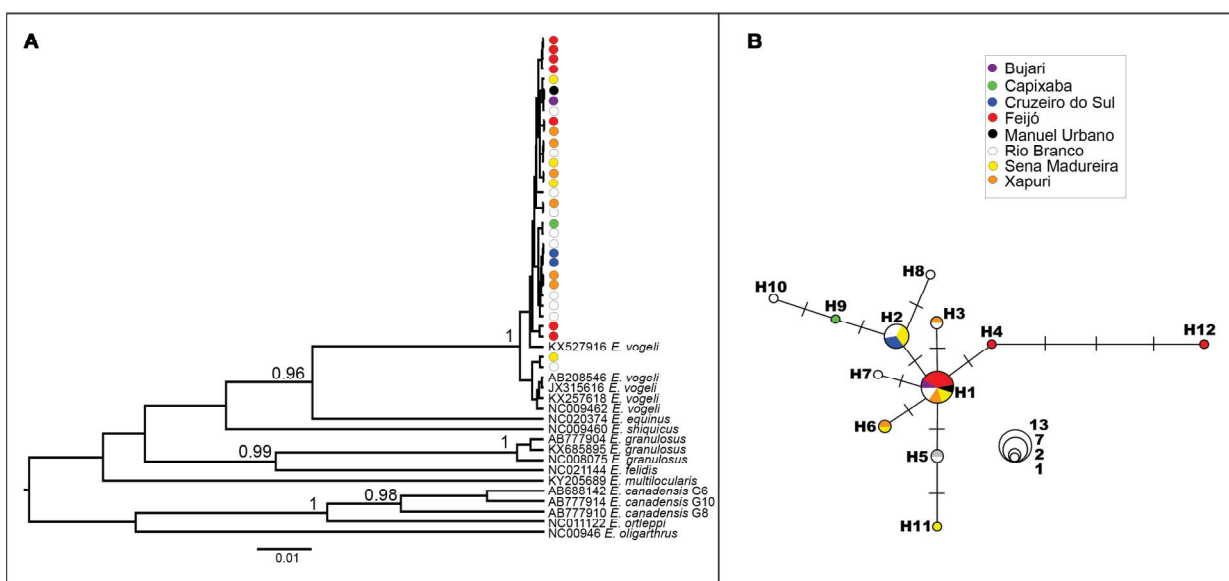 A
1
KX527916 E. vogeli
AB208546 E. vogeli
JX315616 E. vogeli
KX257618 E. vogeli
NC009462 E. vogeli
0.96
NC020374 E. equinus
NC009460 E. shiquicus
1
AB777904 E. granulosus
KX685895 E. granulosus
NC008075 E. granulosus
0.99
NC021144 E. felidis
KY205689 E. multilocularis
AB688142 E. canadensis G6
0.98
AB777914 E. canadensis G10
1
AB777910 E. canadensis G8
NC011122 E. ortleppi
NC00946 E. oligarthrus
0.01
B
Bujari
Capixaba
Cruzeiro do Sul
Feijó
Manuel Urbano
Rio Branco
Sena Madureira
Xapuri
H8
H10
H9
H2
H3
H4
H12
H7
H1
H6
H5
H11
13
7
2
1